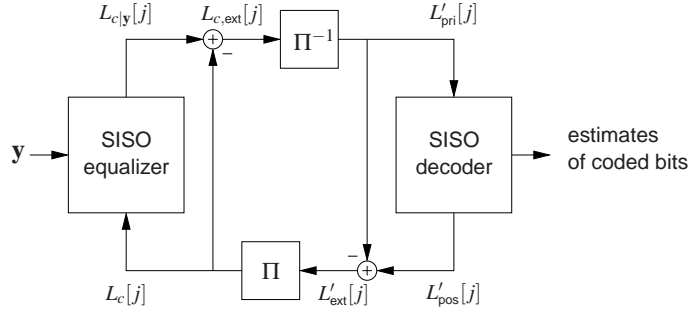 L_{c|y}[j]
L_{c,ext}[j]
L′_{pri}[j]
Π⁻¹
+
−
SISO
equalizer
SISO
decoder
y
estimates
of coded bits
Π
−
+
L_c[j]
L′_{ext}[j]
L′_{pos}[j]